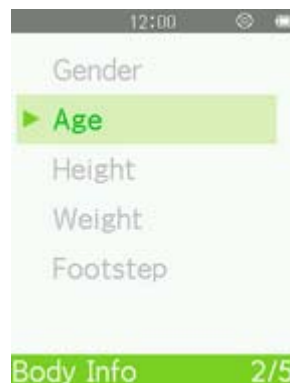 12:00
Gender
Age
Height
Weight
Footstep
Body Info 2/5